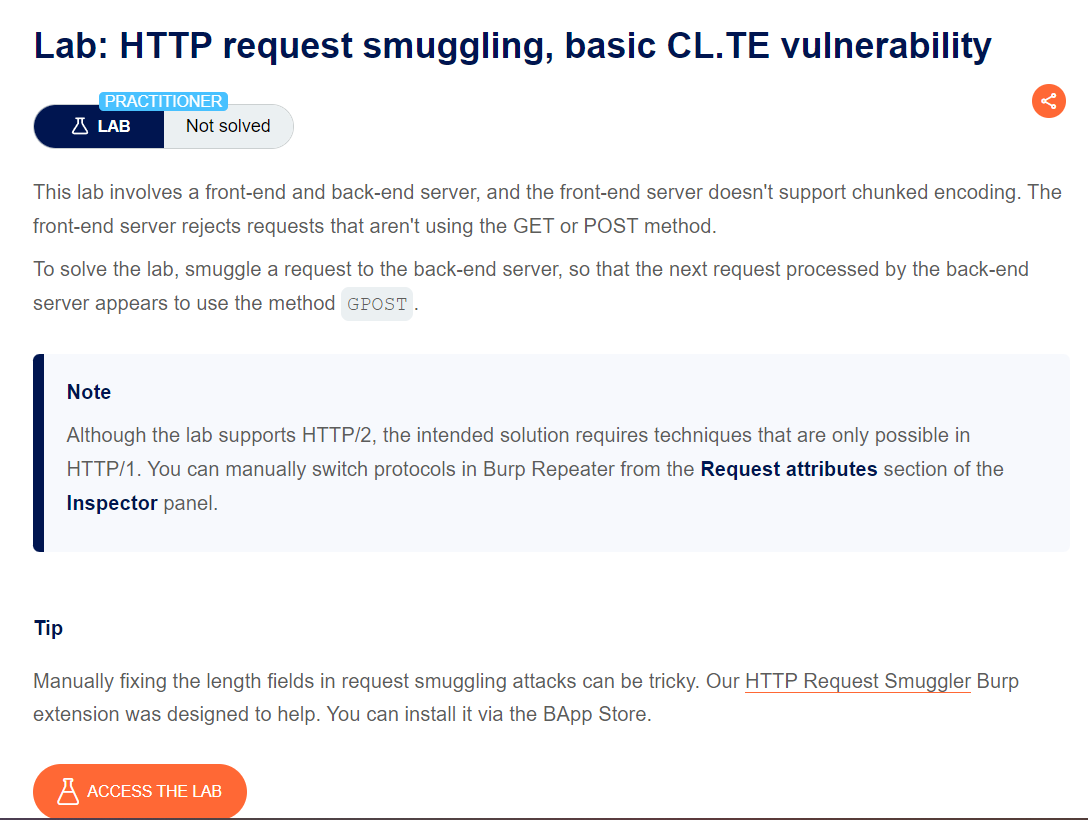 Lab: HTTP request smuggling, basic CL.TE vulnerability
PRACTITIONER
LAB
Not solved
This lab involves a front-end and back-end server, and the front-end server doesn't support chunked encoding. The
front-end server rejects requests that aren't using the GET or POST method.
To solve the lab, smuggle a request to the back-end server, so that the next request processed by the back-end
server appears to use the method GPOST.
Note
Although the lab supports HTTP/2, the intended solution requires techniques that are only possible in
HTTP/1. You can manually switch protocols in Burp Repeater from the Request attributes section of the
Inspector panel.
Tip
Manually fixing the length fields in request smuggling attacks can be tricky. Our HTTP Request Smuggler Burp
extension was designed to help. You can install it via the BApp Store.
ACCESS THE LAB